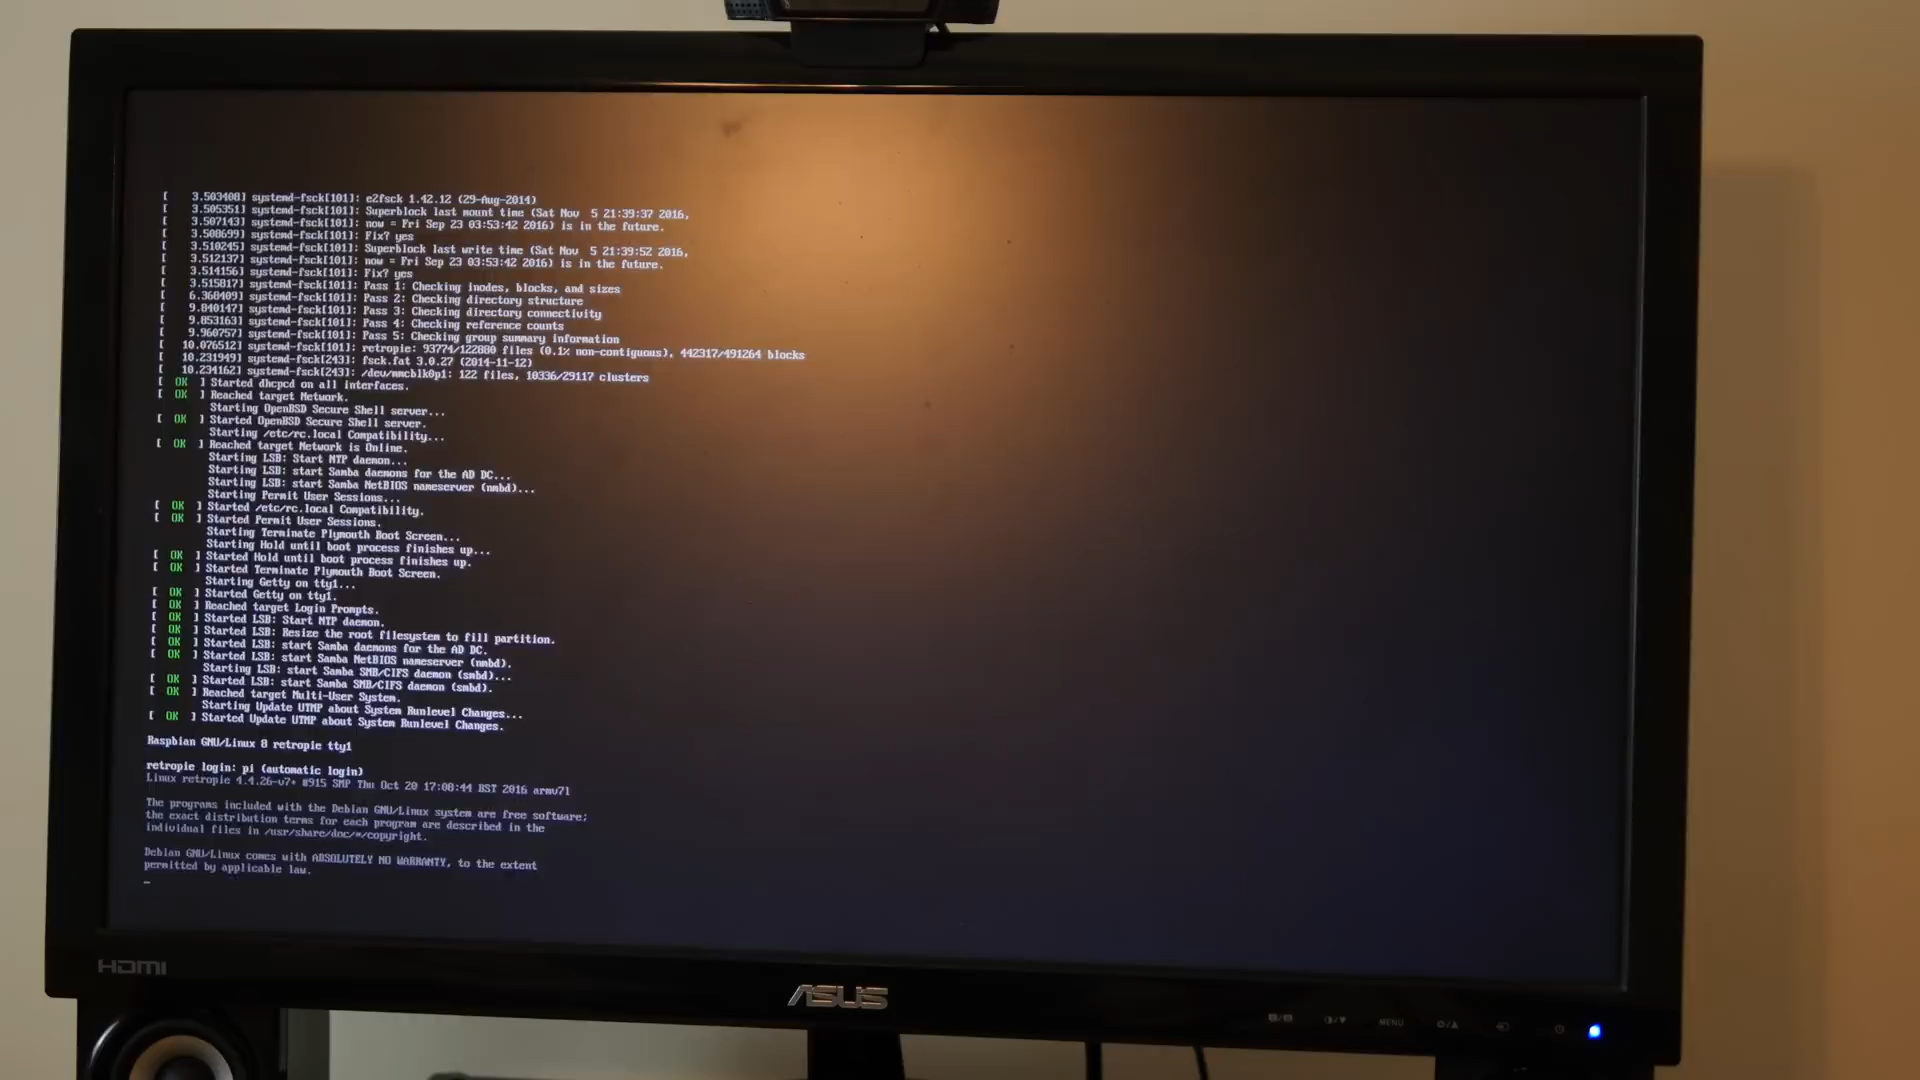 [    3.503408] systemd-fsck[101]: e2fsck 1.42.12 (29-Aug-2014)
[    3.505351] systemd-fsck[101]: Superblock last mount time (Sat Nov  5 21:39:37 2016,
[    3.507143] systemd-fsck[101]: now = Fri Sep 23 03:53:42 2016) is in the future.
[    3.508699] systemd-fsck[101]: Fix? yes
[    3.510245] systemd-fsck[101]: Superblock last write time (Sat Nov  5 21:39:52 2016,
[    3.512137] systemd-fsck[101]: now = Fri Sep 23 03:53:42 2016) is in the future.
[    3.514156] systemd-fsck[101]: Fix? yes
[    3.515817] systemd-fsck[101]: Pass 1: Checking inodes, blocks, and sizes
[    6.368409] systemd-fsck[101]: Pass 2: Checking directory structure
[    9.840147] systemd-fsck[101]: Pass 3: Checking directory connectivity
[    9.853163] systemd-fsck[101]: Pass 4: Checking reference counts
[    9.960757] systemd-fsck[101]: Pass 5: Checking group summary information
[   10.076512] systemd-fsck[101]: retropie: 93774/122880 files (0.1% non-contiguous), 442317/491264 blocks
[   10.231949] systemd-fsck[243]: fsck.fat 3.0.27 (2014-11-12)
[   10.234162] systemd-fsck[243]: /dev/mmcblk0p1: 122 files, 10336/29117 clusters
[  OK  ] Started dhcpcd on all interfaces.
[  OK  ] Reached target Network.
Starting OpenBSD Secure Shell server...
[  OK  ] Started OpenBSD Secure Shell server.
Starting /etc/rc.local Compatibility...
[  OK  ] Reached target Network is Online.
Starting LSB: Start NTP daemon...
Starting LSB: start Samba daemons for the AD DC...
Starting LSB: start Samba NetBIOS nameserver (nmbd)...
Starting Permit User Sessions...
[  OK  ] Started /etc/rc.local Compatibility.
[  OK  ] Started Permit User Sessions.
Starting Terminate Plymouth Boot Screen...
Starting Hold until boot process finishes up...
[  OK  ] Started Hold until boot process finishes up.
[  OK  ] Started Terminate Plymouth Boot Screen.
Starting Getty on tty1...
[  OK  ] Started Getty on tty1.
[  OK  ] Reached target Login Prompts.
[  OK  ] Started LSB: Start NTP daemon.
[  OK  ] Started LSB: Resize the root filesystem to fill partition.
[  OK  ] Started LSB: start Samba daemons for the AD DC.
[  OK  ] Started LSB: start Samba NetBIOS nameserver (nmbd).
Starting LSB: start Samba SMB/CIFS daemon (smbd)...
[  OK  ] Started LSB: start Samba SMB/CIFS daemon (smbd).
[  OK  ] Reached target Multi-User System.
Starting Update UTMP about System Runlevel Changes...
[  OK  ] Started Update UTMP about System Runlevel Changes.
Raspbian GNU/Linux 8 retropie tty1
retropie login: pi (automatic login)
Linux retropie 4.4.26-v7+ #915 SMP Thu Oct 20 17:08:44 BST 2016 armv7l
The programs included with the Debian GNU/Linux system are free software;
the exact distribution terms for each program are described in the
individual files in /usr/share/doc/*/copyright.
Debian GNU/Linux comes with ABSOLUTELY NO WARRANTY, to the extent
permitted by applicable law.
HDMI
ASUS
MENU